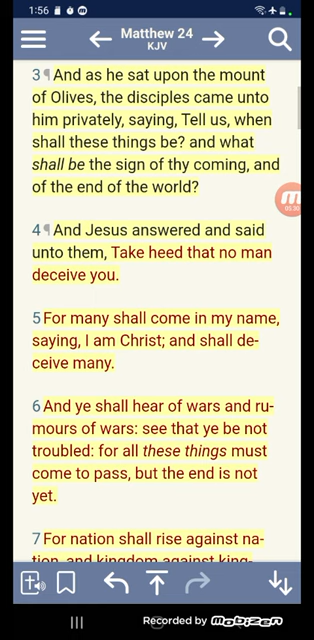 1:56
Matthew 24
KJV
3 ¶ And as he sat upon the mount
of Olives, the disciples came unto
him privately, saying, Tell us, when
shall these things be? and what
shall be the sign of thy coming, and
of the end of the world?
4 ¶ And Jesus answered and said
unto them, Take heed that no man
deceive you.
5 For many shall come in my name,
saying, I am Christ; and shall de-
ceive many.
6 And ye shall hear of wars and ru-
mours of wars: see that ye be not
troubled: for all these things must
come to pass, but the end is not
yet.
7 For nation shall rise against na-
tion, and kingdom against king-
Recorded by mobizen